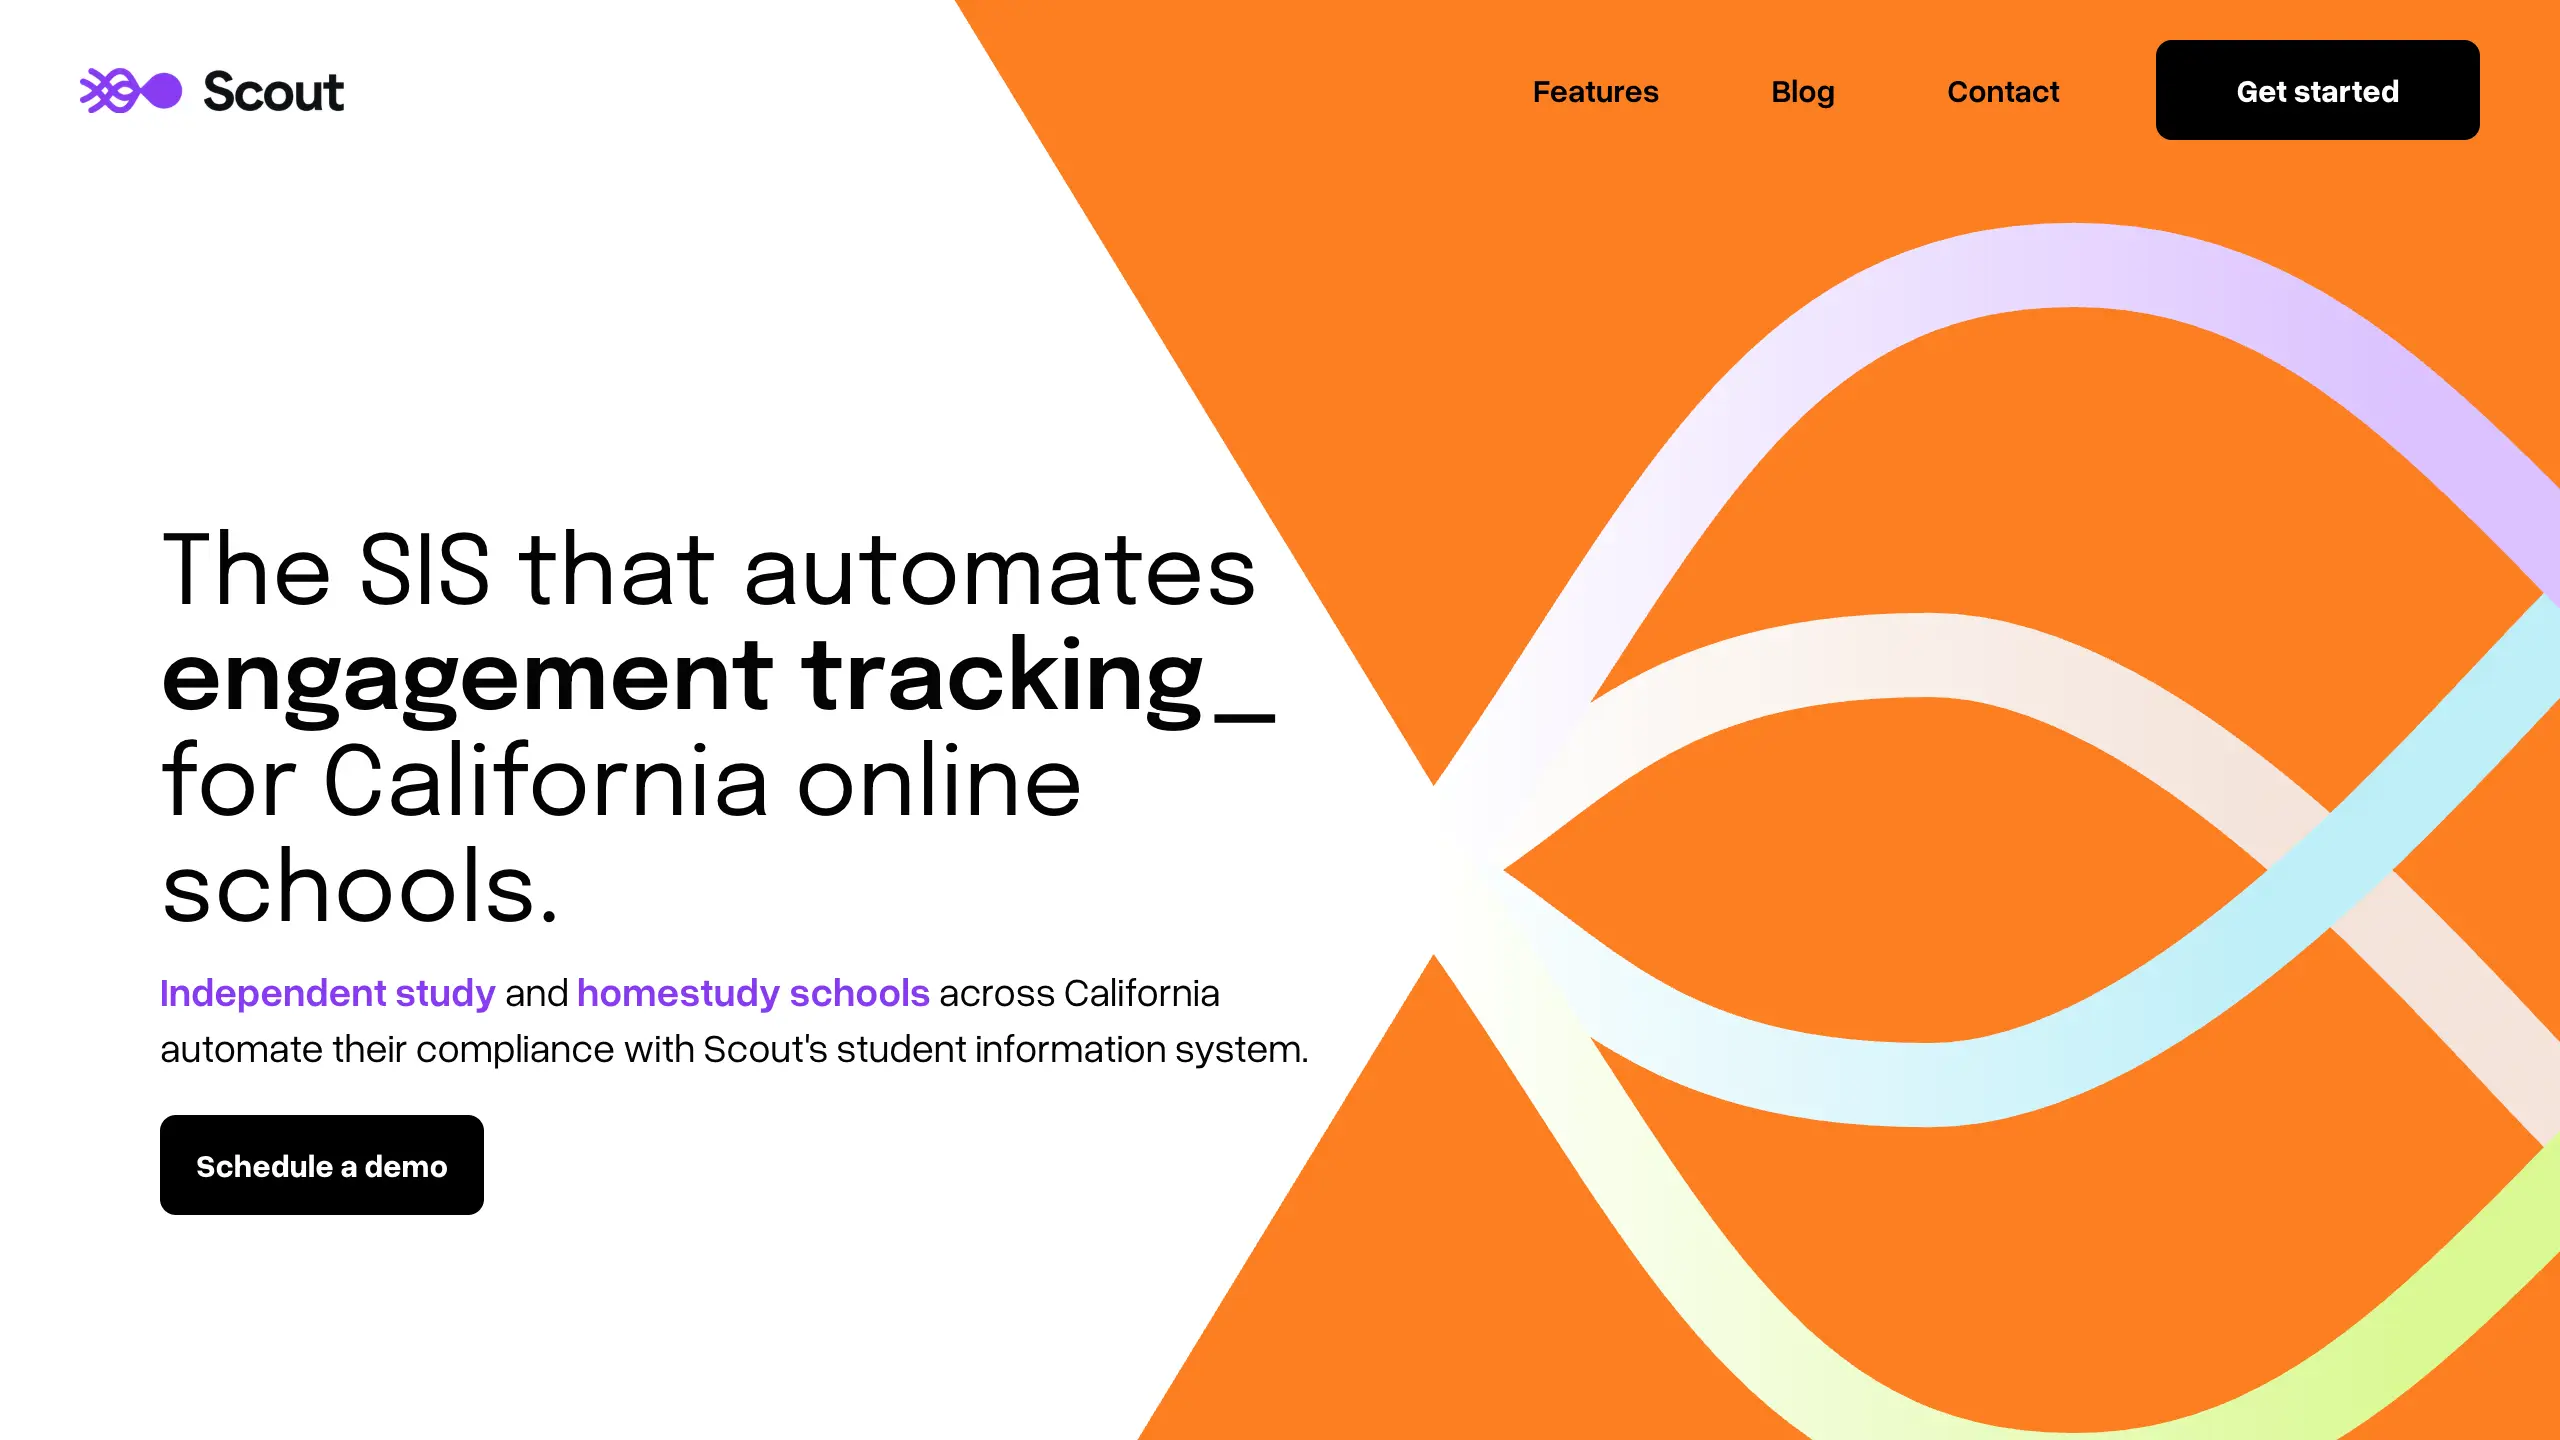 Scout
Features
Blog
Contact
Get started
The SIS that automates
engagement tracking_
for California online
schools.
Independent study and homestudy schools across California
automate their compliance with Scout's student information system.
Schedule a demo